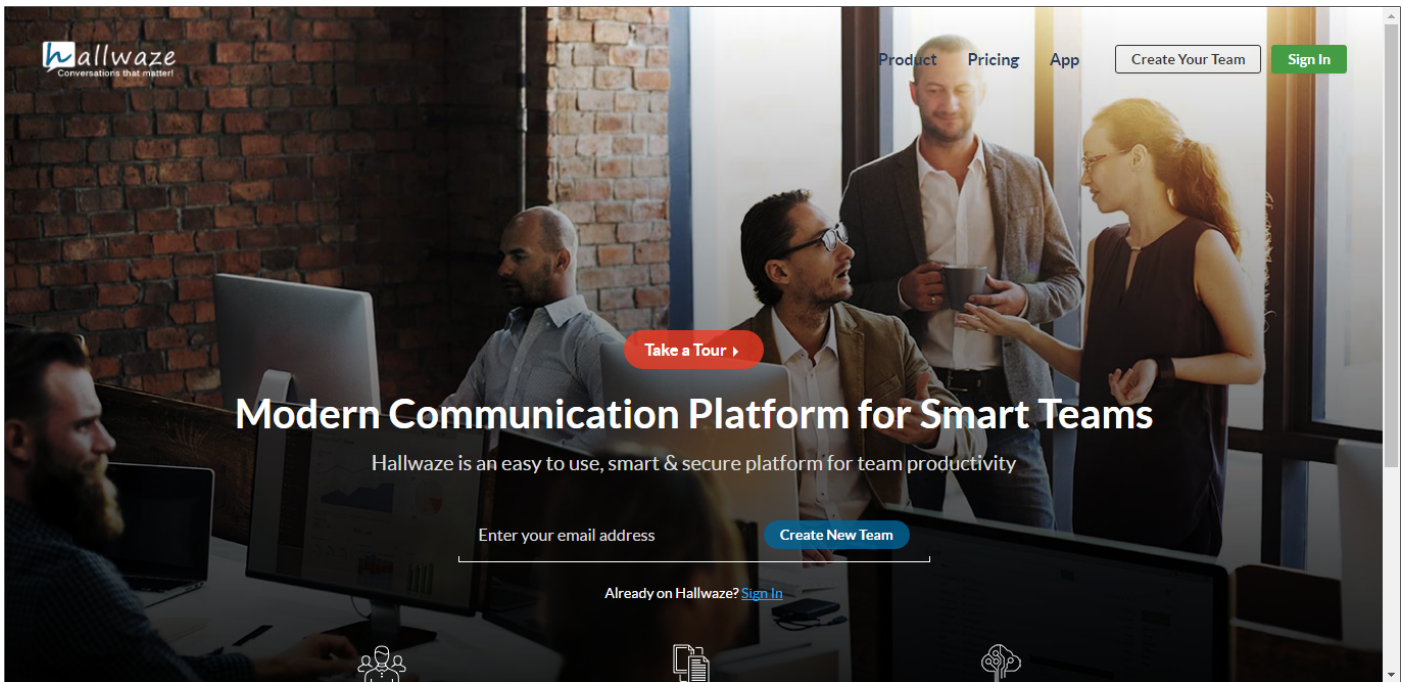 hallwaze
Conversations that matter!
Product Pricing App Create Your Team Sign In
Take a Tour
Modern Communication Platform for Smart Teams
Hallwaze is an easy to use, smart & secure platform for team productivity
Enter your email address Create New Team
Already on Hallwaze? Sign In